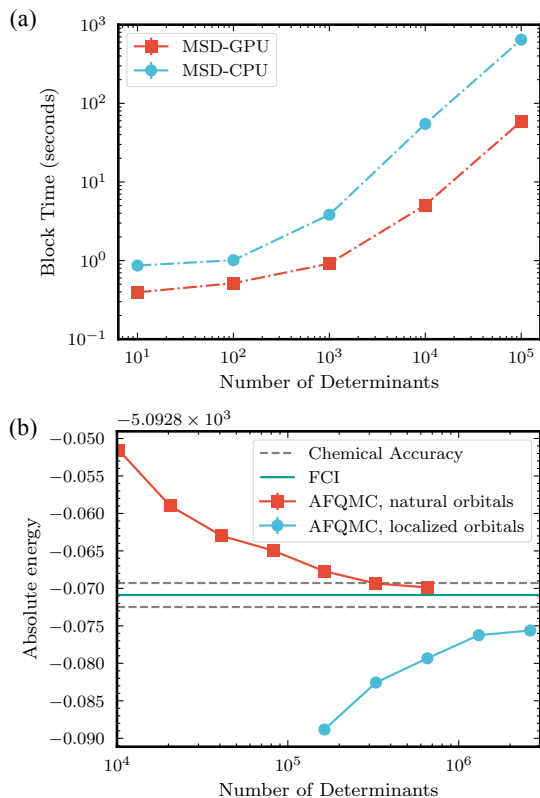 (a)
10³
10²
10¹
10⁰
10⁻¹
Block Time (seconds)
MSD-GPU
MSD-CPU
10¹ 10² 10³ 10⁴ 10⁵
Number of Determinants
(b)
−5.0928 × 10³
−0.050
−0.055
−0.060
−0.065
−0.070
−0.075
−0.080
−0.085
−0.090
Absolute energy
Chemical Accuracy
FCI
AFQMC, natural orbitals
AFQMC, localized orbitals
10⁴ 10⁵ 10⁶
Number of Determinants